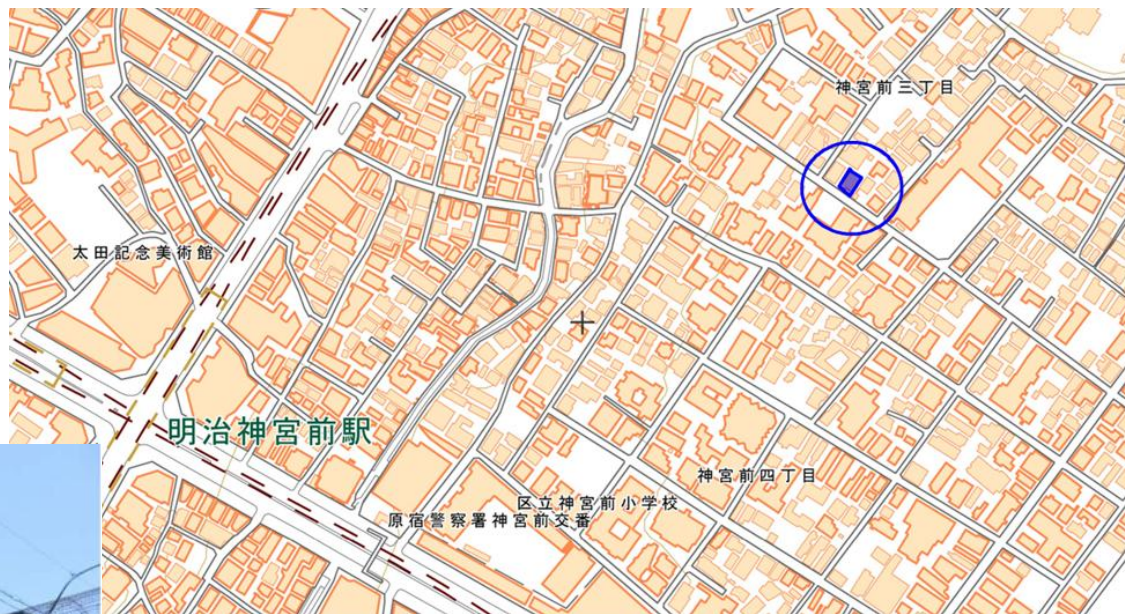 神宮前三丁目
太田記念美術館
明治神宮前駅
神宮前四丁目
区立神宮前小学校
原宿警察署神宮前交番